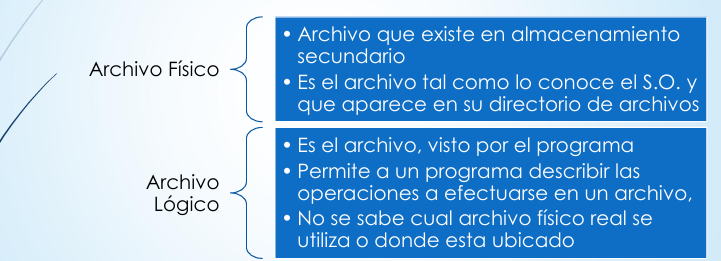 Archivo Físico
• Archivo que existe en almacenamiento
secundario
• Es el archivo tal como lo conoce el S.O. y
que aparece en su directorio de archivos
Archivo
Lógico
• Es el archivo, visto por el programa
• Permite a un programa describir las
operaciones a efectuarse en un archivo,
• No se sabe cual archivo físico real se
utiliza o donde esta ubicado